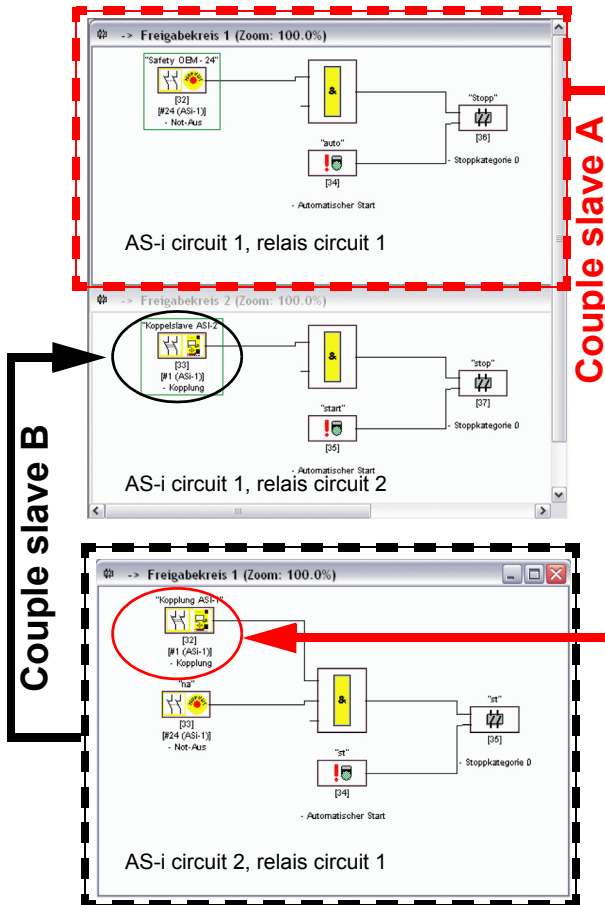 -> Freigabekreis 1 (Zoom: 100.0%)
"Safety OEM - 24"
[32]
[#24 (ASi-1)]
- Not-Aus
&
"auto"
[34]
- Automatischer Start
"Stopp"
[36]
- Stoppkategorie 0
AS-i circuit 1, relais circuit 1
Couple slave A
-> Freigabekreis 2 (Zoom: 100.0%)
"Koppelslave ASI-2"
[33]
[#1 (ASi-1)]
- Kopplung
&
"start"
[35]
- Automatischer Start
"stop"
[37]
- Stoppkategorie 0
AS-i circuit 1, relais circuit 2
Couple slave B
-> Freigabekreis 1 (Zoom: 100.0%)
"Kopplung ASI-1"
[32]
[#1 (ASi-1)]
- Kopplung
"na"
[33]
[#24 (ASi-1)]
- Not-Aus
&
"st"
[34]
- Automatischer Start
"st"
[35]
- Stoppkategorie 0
AS-i circuit 2, relais circuit 1